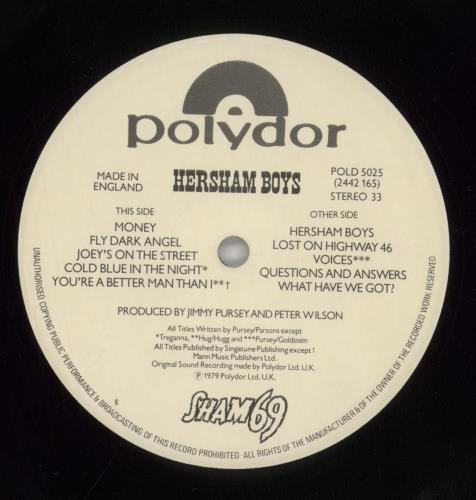 polydor
MADE IN
ENGLAND
HERSHAM BOYS
POLD 5025
(2442 165)
STEREO 33
THIS SIDE
MONEY
FLY DARK ANGEL
JOEY'S ON THE STREET
COLD BLUE IN THE NIGHT*
YOU'RE A BETTER MAN THAN I**†
OTHER SIDE
HERSHAM BOYS
LOST ON HIGHWAY 46
VOICES***
QUESTIONS AND ANSWERS
WHAT HAVE WE GOT?
PRODUCED BY JIMMY PURSEY AND PETER WILSON
All Titles Written by Pursey/Parsons except
*Treganna, **Hug/Hugg and ***Pursey/Goldstein
All Titles Published by Singatune Publishing except †
Mann Music Publishers Ltd.
Original Sound Recording made by Polydor Ltd. U.K.
℗ 1979 Polydor Ltd. U.K.
SHAM 69
UNAUTHORISED COPYING PUBLIC PERFORMANCE & BROADCASTING OF THIS RECORD PROHIBITED · ALL RIGHTS OF THE MANUFACTURER & OF THE OWNER OF THE RECORDED WORK RESERVED